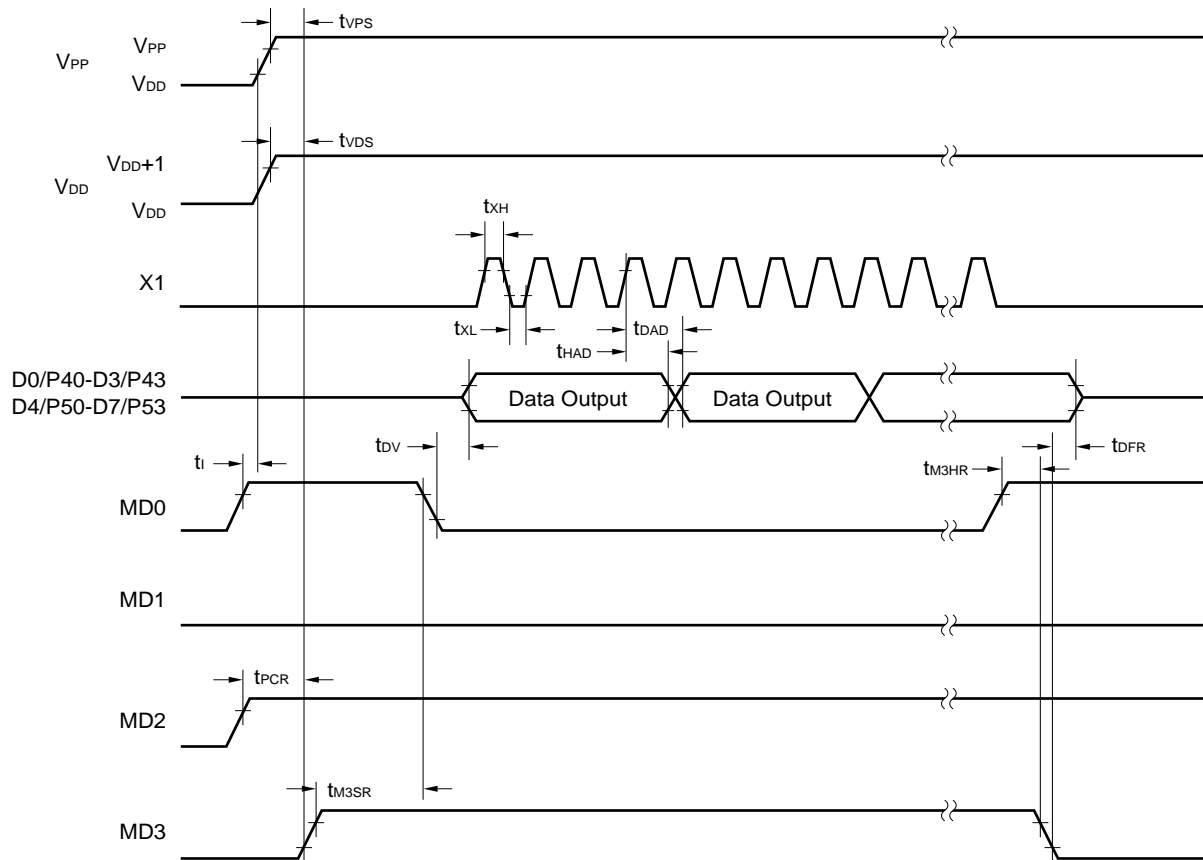 tVPS
VPP
VPP
VDD
tVDS
VDD+1
VDD
VDD
tXH
X1
tXL
tDAD
tHAD
D0/P40-D3/P43
D4/P50-D7/P53
Data Output
Data Output
tDV
tDFR
tI
tM3HR
MD0
MD1
tPCR
MD2
tM3SR
MD3